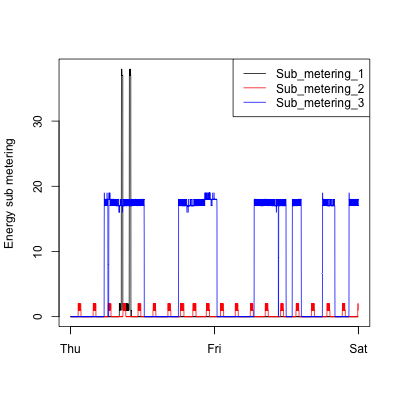 Sub_metering_1
Sub_metering_2
Sub_metering_3
Energy sub metering
30
20
10
0
Thu Fri Sat